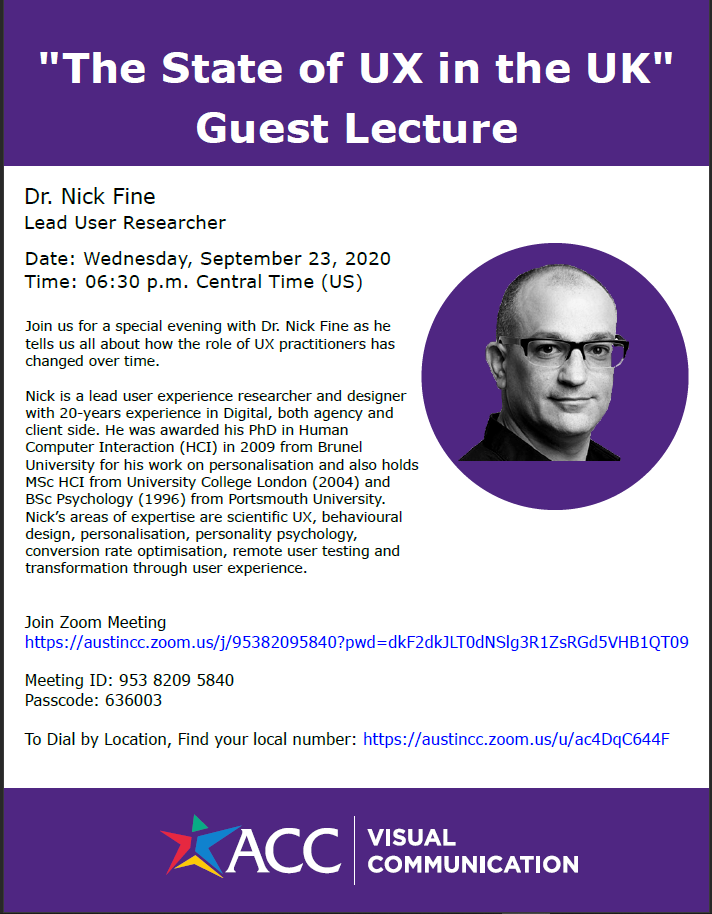 "The State of UX in the UK"
Guest Lecture
Dr. Nick Fine
Lead User Researcher
Date: Wednesday, September 23, 2020
Time: 06:30 p.m. Central Time (US)
Join us for a special evening with Dr. Nick Fine as he
tells us all about how the role of UX practitioners has
changed over time.
Nick is a lead user experience researcher and designer
with 20-years experience in Digital, both agency and
client side. He was awarded his PhD in Human
Computer Interaction (HCI) in 2009 from Brunel
University for his work on personalisation and also holds
MSc HCI from University College London (2004) and
BSc Psychology (1996) from Portsmouth University.
Nick’s areas of expertise are scientific UX, behavioural
design, personalisation, personality psychology,
conversion rate optimisation, remote user testing and
transformation through user experience.
Join Zoom Meeting
https://austincc.zoom.us/j/95382095840?pwd=dkF2dkJLT0dNSlg3R1ZsRGd5VHB1QT09
Meeting ID: 953 8209 5840
Passcode: 636003
To Dial by Location, Find your local number: https://austincc.zoom.us/u/ac4DqC644F
ACC
VISUAL
COMMUNICATION